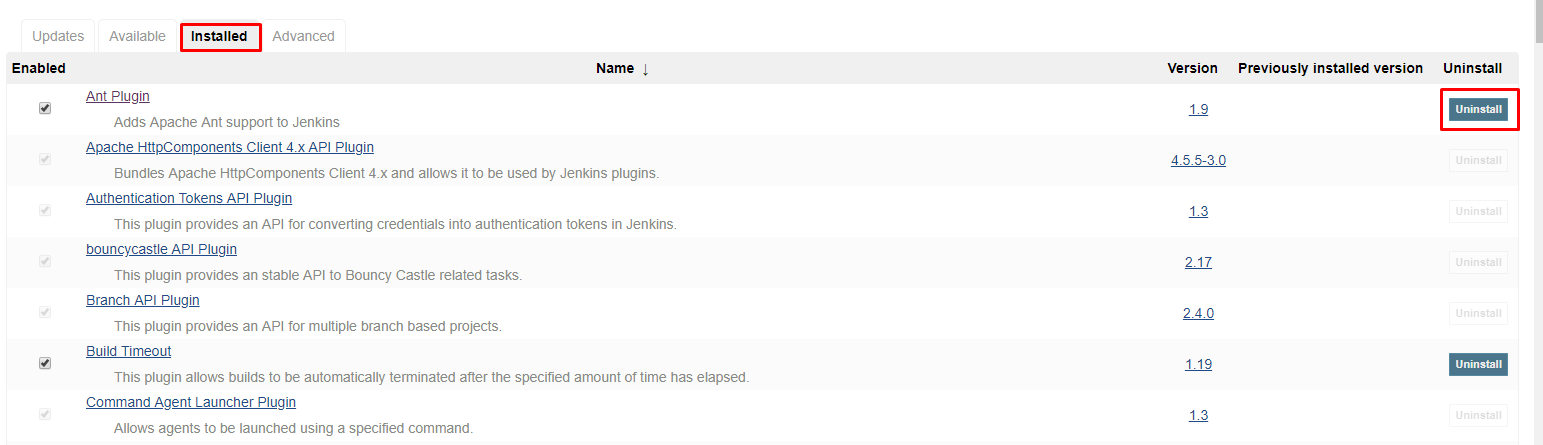 Updates Available Installed Advanced
Enabled Name ↓ Version Previously installed version Uninstall
Ant Plugin
Adds Apache Ant support to Jenkins
1.9 Uninstall
Apache HttpComponents Client 4.x API Plugin
Bundles Apache HttpComponents Client 4.x and allows it to be used by Jenkins plugins.
4.5.5-3.0 Uninstall
Authentication Tokens API Plugin
This plugin provides an API for converting credentials into authentication tokens in Jenkins.
1.3 Uninstall
bouncycastle API Plugin
This plugin provides an stable API to Bouncy Castle related tasks.
2.17 Uninstall
Branch API Plugin
This plugin provides an API for multiple branch based projects.
2.4.0 Uninstall
Build Timeout
This plugin allows builds to be automatically terminated after the specified amount of time has elapsed.
1.19 Uninstall
Command Agent Launcher Plugin
Allows agents to be launched using a specified command.
1.3 Uninstall